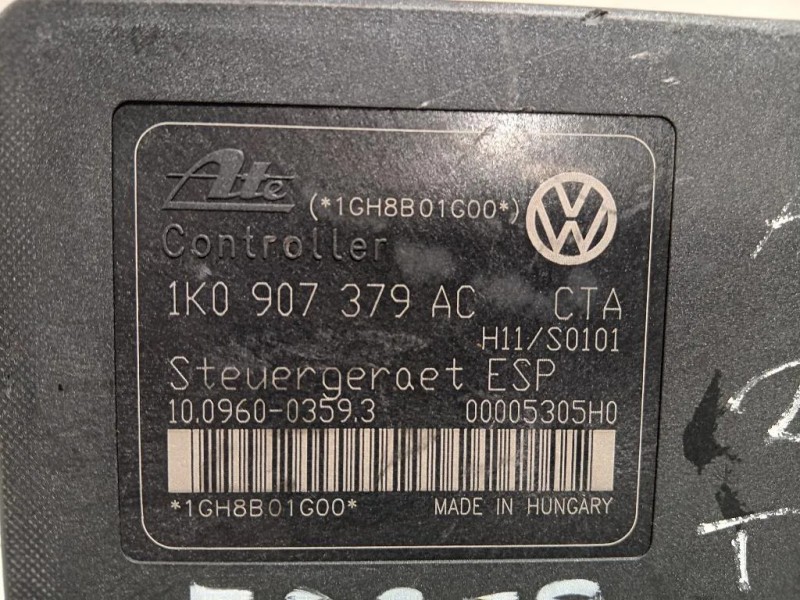 Ate (*1GH8B01G00*)
Controller
1K0 907 379 AC CTA
H11/S0101
Steuergeraet ESP
10.0960-0359.3 00005305H0
*1GH8B01G00* MADE IN HUNGARY